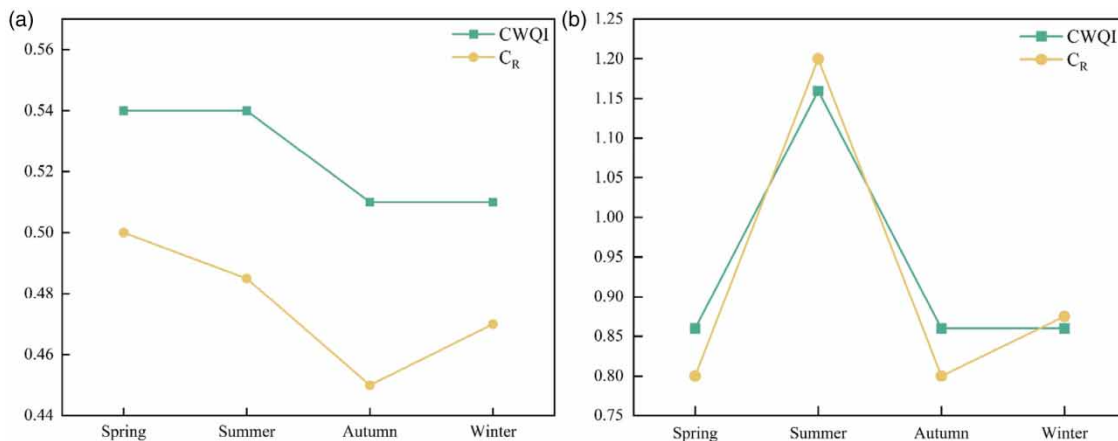 (a)
CWQI
C_R
0.56
0.54
0.52
0.50
0.48
0.46
0.44
Spring Summer Autumn Winter
(b)
CWQI
C_R
1.25
1.20
1.15
1.10
1.05
1.00
0.95
0.90
0.85
0.80
0.75
Spring Summer Autumn Winter